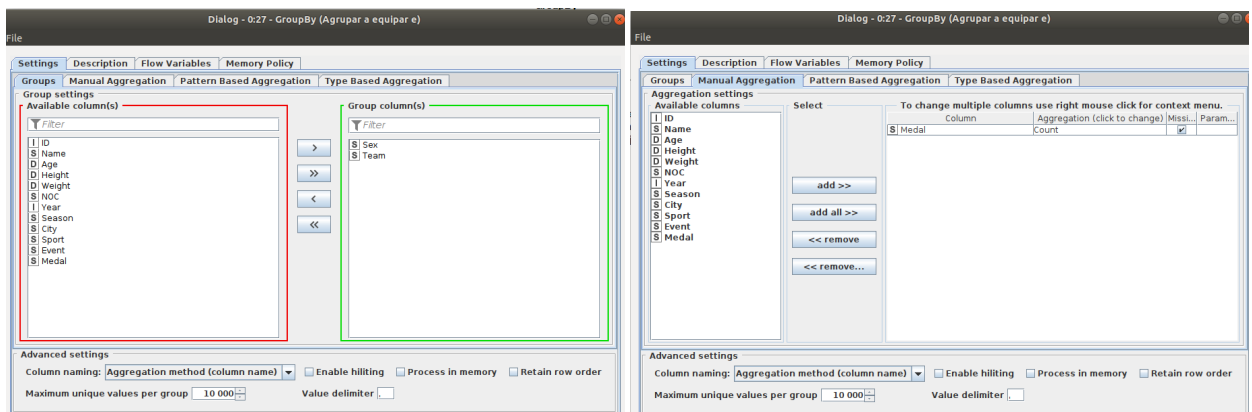 Dialog - 0:27 - GroupBy (Agrupar a equipar e)
File
Settings Description Flow Variables Memory Policy
Groups Manual Aggregation Pattern Based Aggregation Type Based Aggregation
Group settings
Available column(s)
Filter
I ID
S Name
D Age
D Height
D Weight
S NOC
I Year
S Season
S City
S Sport
S Event
S Medal
>
>>
<
<<
Group column(s)
Filter
S Sex
S Team
Advanced settings
Column naming: Aggregation method (column name) Enable hiliting Process in memory Retain row order
Maximum unique values per group 10 000 Value delimiter ,
Dialog - 0:27 - GroupBy (Agrupar a equipar e)
File
Settings Description Flow Variables Memory Policy
Groups Manual Aggregation Pattern Based Aggregation Type Based Aggregation
Aggregation settings
Available columns
I ID
S Name
D Age
D Height
D Weight
S NOC
I Year
S Season
S City
S Sport
S Event
S Medal
Select
add >>
add all >>
<< remove
<< remove...
To change multiple columns use right mouse click for context menu.
Column Aggregation (click to change) Missi... Param...
S Medal Count
Advanced settings
Column naming: Aggregation method (column name) Enable hiliting Process in memory Retain row order
Maximum unique values per group 10 000 Value delimiter ,